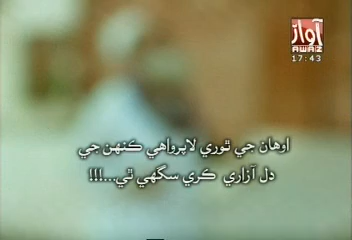 آواز
AWAZ
17:43
اوهان جي ٿوري لاپرواهي ڪنهن جي
دل آزاري ڪري سگهي ٿي...!!!